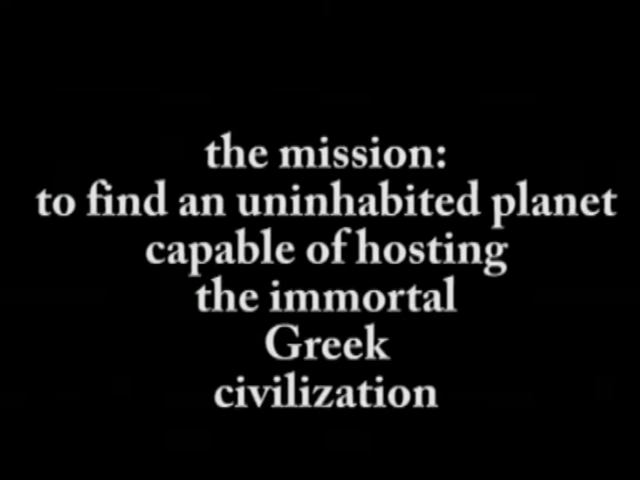 the mission:
to find an uninhabited planet
capable of hosting
the immortal
Greek
civilization